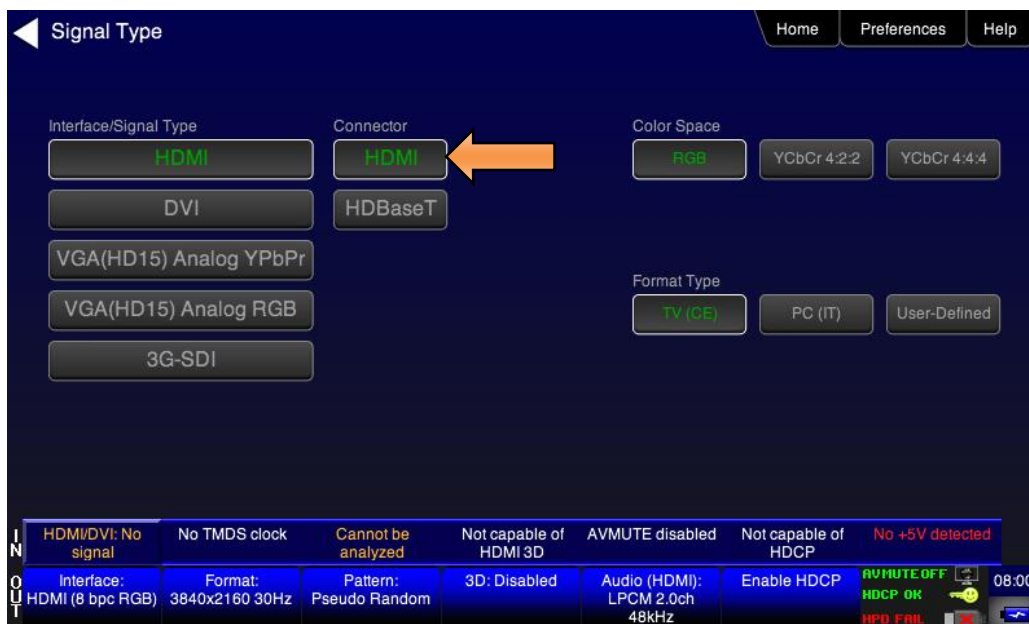 Signal Type
Home
Preferences
Help
Interface/Signal Type
Connector
Color Space
HDMI
HDMI
RGB
YCbCr 4:2:2
YCbCr 4:4:4
DVI
HDBaseT
VGA(HD15) Analog YPbPr
Format Type
VGA(HD15) Analog RGB
TV (CE)
PC (IT)
User-Defined
3G-SDI
IN
HDMI/DVI: No
signal
No TMDS clock
Cannot be
analyzed
Not capable of
HDMI 3D
AVMUTE disabled
Not capable of
HDCP
No +5V detected
OUT
Interface:
HDMI (8 bpc RGB)
Format:
3840x2160 30Hz
Pattern:
Pseudo Random
3D: Disabled
Audio (HDMI):
LPCM 2.0ch
48kHz
Enable HDCP
AVMUTE OFF
HDCP OK
HPD FAIL
08:00